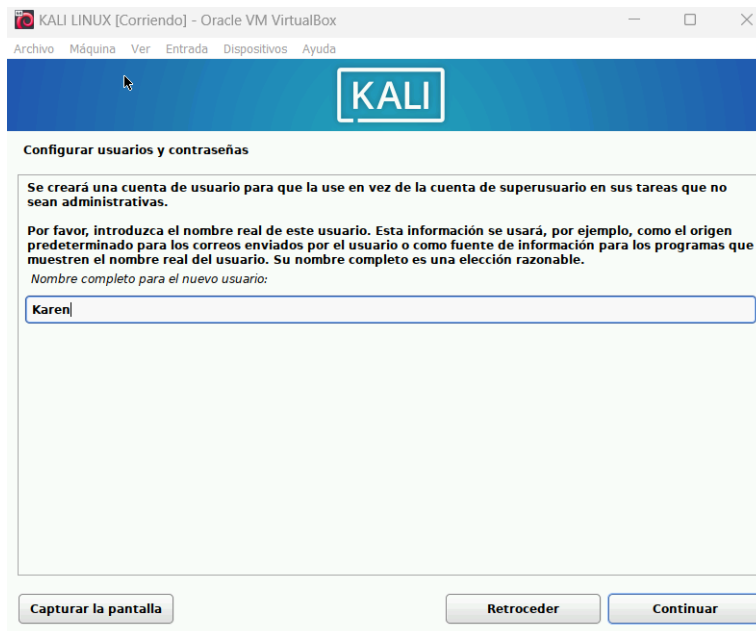 KALI LINUX [Corriendo] - Oracle VM VirtualBox
Archivo Máquina Ver Entrada Dispositivos Ayuda
KALI
Configurar usuarios y contraseñas
Se creará una cuenta de usuario para que la use en vez de la cuenta de superusuario en sus tareas que no
sean administrativas.
Por favor, introduzca el nombre real de este usuario. Esta información se usará, por ejemplo, como el origen
predeterminado para los correos enviados por el usuario o como fuente de información para los programas que
muestren el nombre real del usuario. Su nombre completo es una elección razonable.
Nombre completo para el nuevo usuario:
Karen
Capturar la pantalla Retroceder Continuar